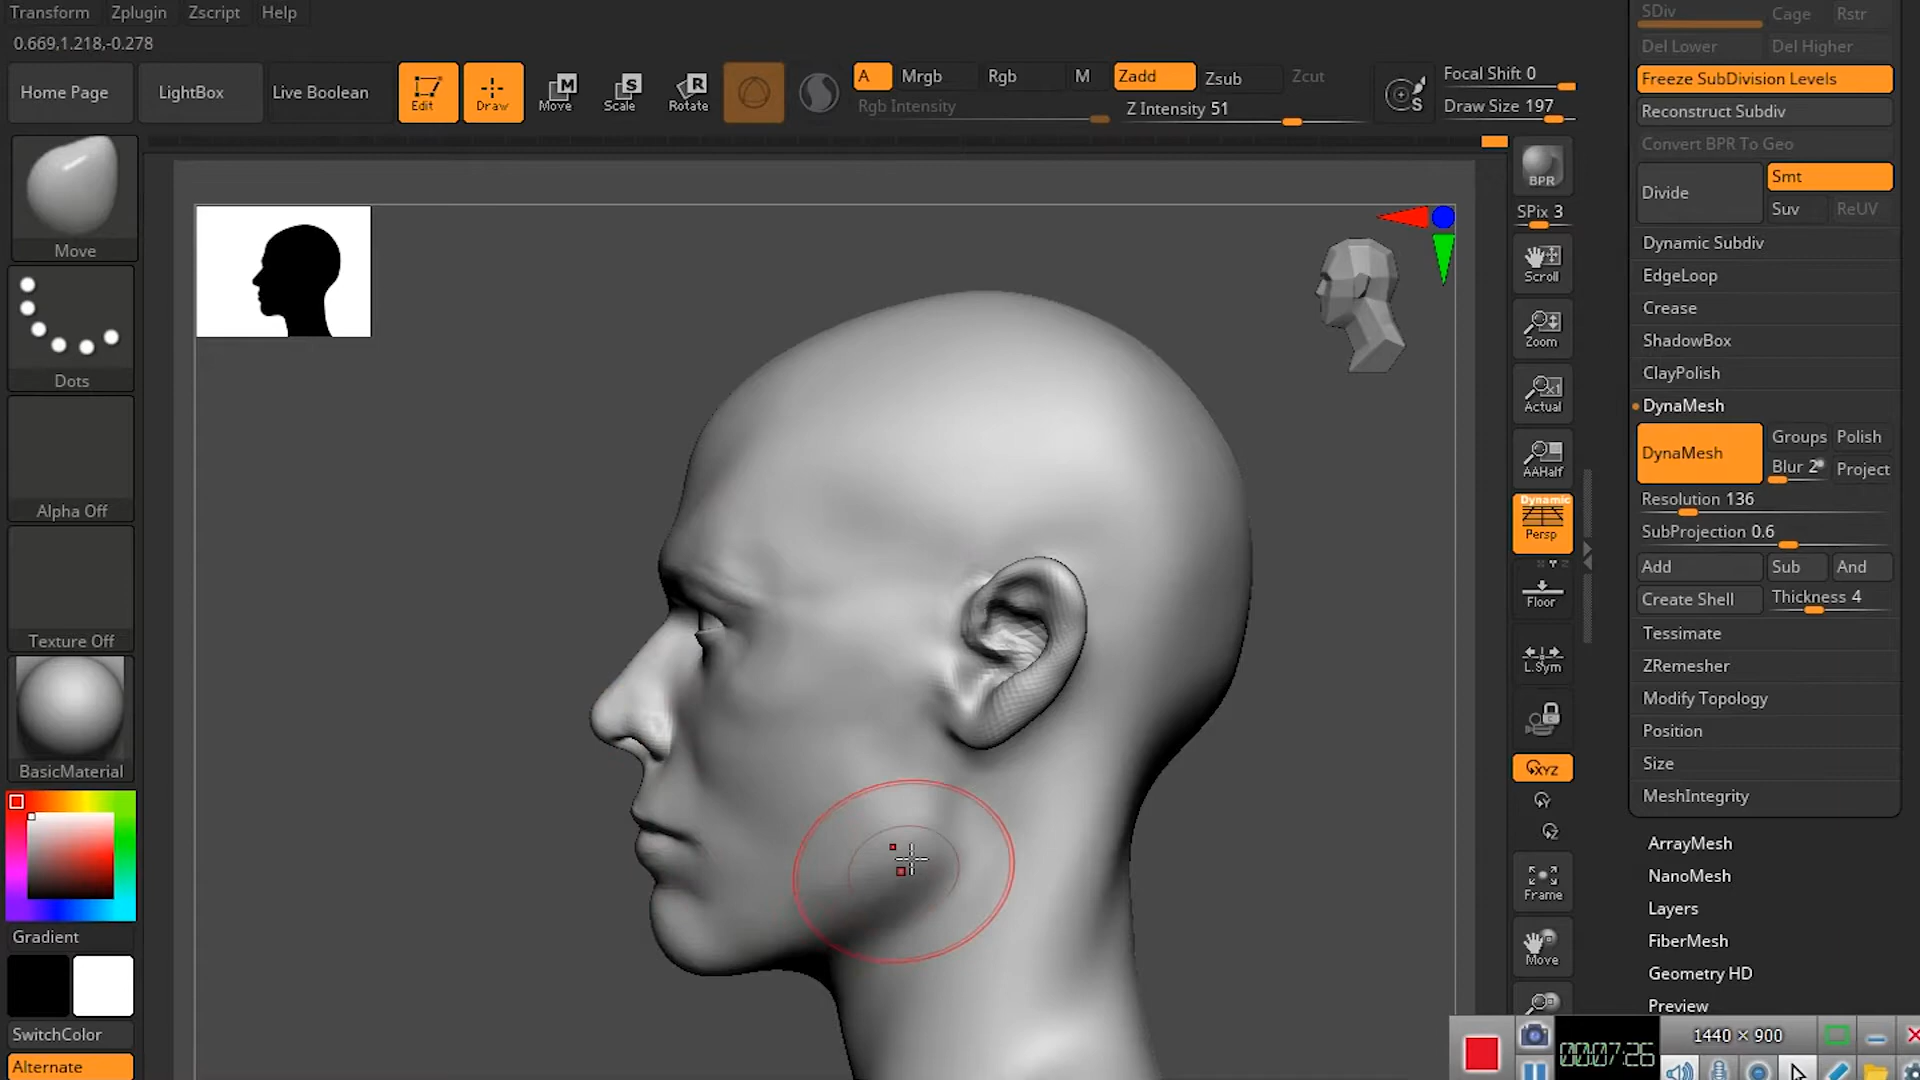 Transform Zplugin Zscript Help
0.669,1.218,-0.278
Home Page
LightBox
Live Boolean
Edit
Draw
M
Move
S
Scale
R
Rotate
A
Mrgb
Rgb
M
Rgb Intensity
Zadd
Zsub
Zcut
Z Intensity 51
S
Focal Shift 0
Draw Size 197
Move
Dots
Alpha Off
Texture Off
BasicMaterial
Gradient
SwitchColor
Alternate
BPR
SPix 3
Scroll
Zoom
x1
Actual
AAHalf
Dynamic
Persp
Floor
L.Sym
XYZ
Y
Z
Frame
Move
SDiv
Cage
Rstr
Del Lower
Del Higher
Freeze SubDivision Levels
Reconstruct Subdiv
Convert BPR To Geo
Divide
Smt
Suv
ReUV
Dynamic Subdiv
EdgeLoop
Crease
ShadowBox
ClayPolish
DynaMesh
DynaMesh
Groups
Polish
Blur 2
Project
Resolution 136
SubProjection 0.6
Add
Sub
And
Create Shell
Thickness 4
Tessimate
ZRemesher
Modify Topology
Position
Size
MeshIntegrity
ArrayMesh
NanoMesh
Layers
FiberMesh
Geometry HD
Preview
1440 × 900
00:07:26